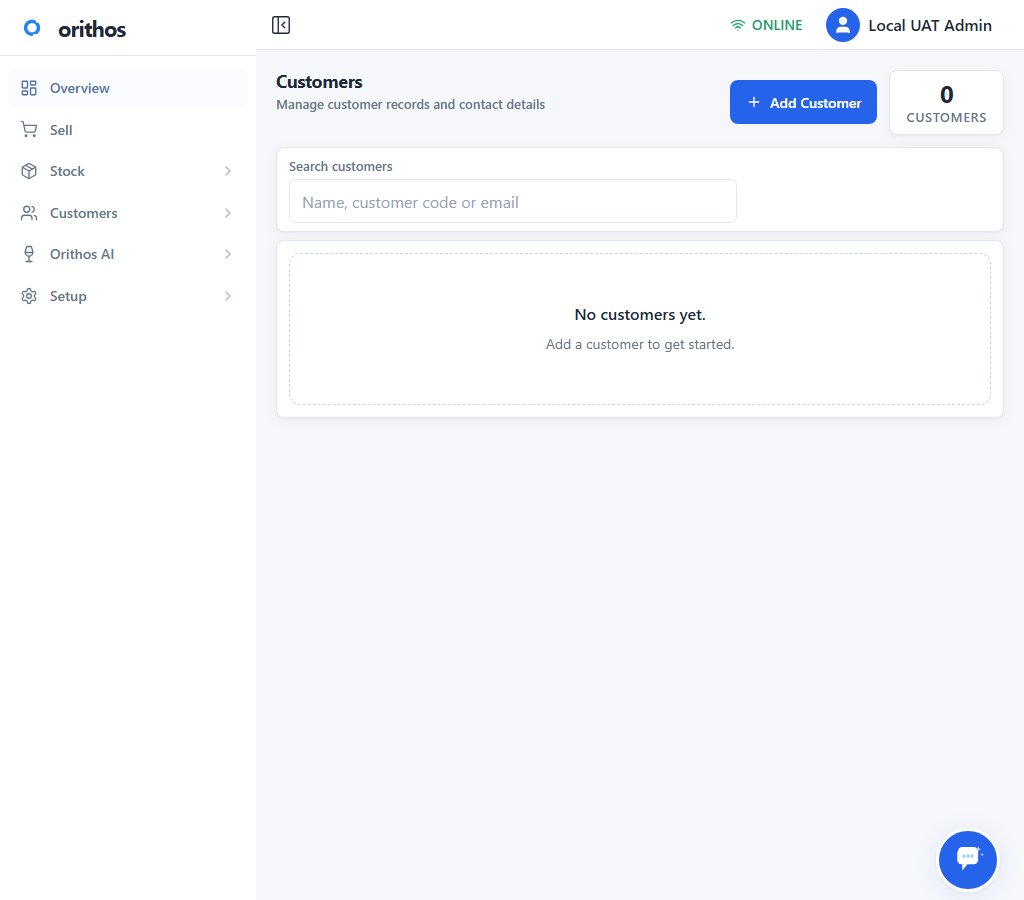 orithos
ONLINE
Local UAT Admin
Overview
Sell
Stock
Customers
Orithos AI
Setup
Customers
Manage customer records and contact details
Add Customer
0
CUSTOMERS
Search customers
Name, customer code or email
No customers yet.
Add a customer to get started.